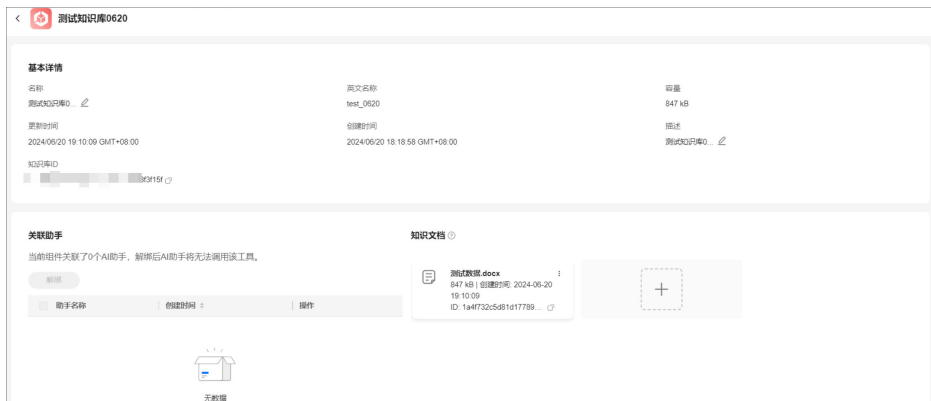 测试知识库0620
基本详情
名称 英文名称 容量
测试知识库0... test_0620 847 kB
更新时间 创建时间 描述
2024/06/20 19:10:09 GMT+08:00 2024/06/20 18:18:58 GMT+08:00 测试知识库0...
知识库ID
3f3f15f
关联助手
当前组件关联了0个AI助手，解绑后AI助手将无法调用该工具。
解绑
助手名称 创建时间 操作
无数据
知识文档
测试数据.docx
847 kB | 创建时间: 2024-06-20
19:10:09
ID: 1a4f732c5d81d17789...